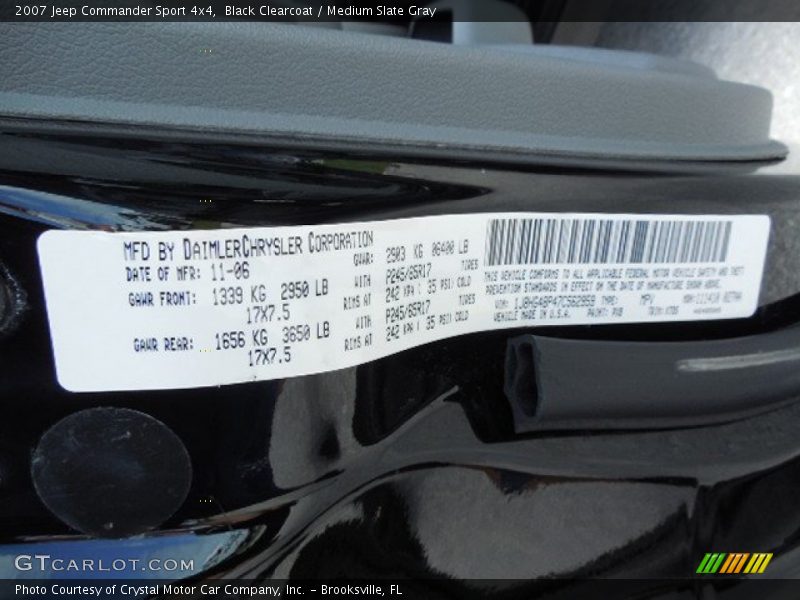 2007 Jeep Commander Sport 4x4,  Black Clearcoat / Medium Slate Gray
MFD BY DAIMLERCHRYSLER CORPORATION
DATE OF MFR: 11-06 GVWR: 2903 KG 06400 LB
GAWR FRONT: 1339 KG 2950 LB WITH P245/65R17 TIRES
17X7.5 RIMS AT 242 KPA( 35 PSI) COLD
GAWR REAR: 1656 KG 3650 LB WITH P245/65R17 TIRES
17X7.5 RIMS AT 242 KPA( 35 PSI) COLD
THIS VEHICLE CONFORMS TO ALL APPLICABLE FEDERAL MOTOR VEHICLE SAFETY AND THEFT
PREVENTION STANDARDS IN EFFECT ON THE DATE OF MANUFACTURE SHOWN ABOVE.
VIN: TYPE: MPV
VEHICLE MADE IN U.S.A. PAINT: PX8 TRIM:
GTCARLOT.COM
Photo Courtesy of Crystal Motor Car Company, Inc. – Brooksville, FL